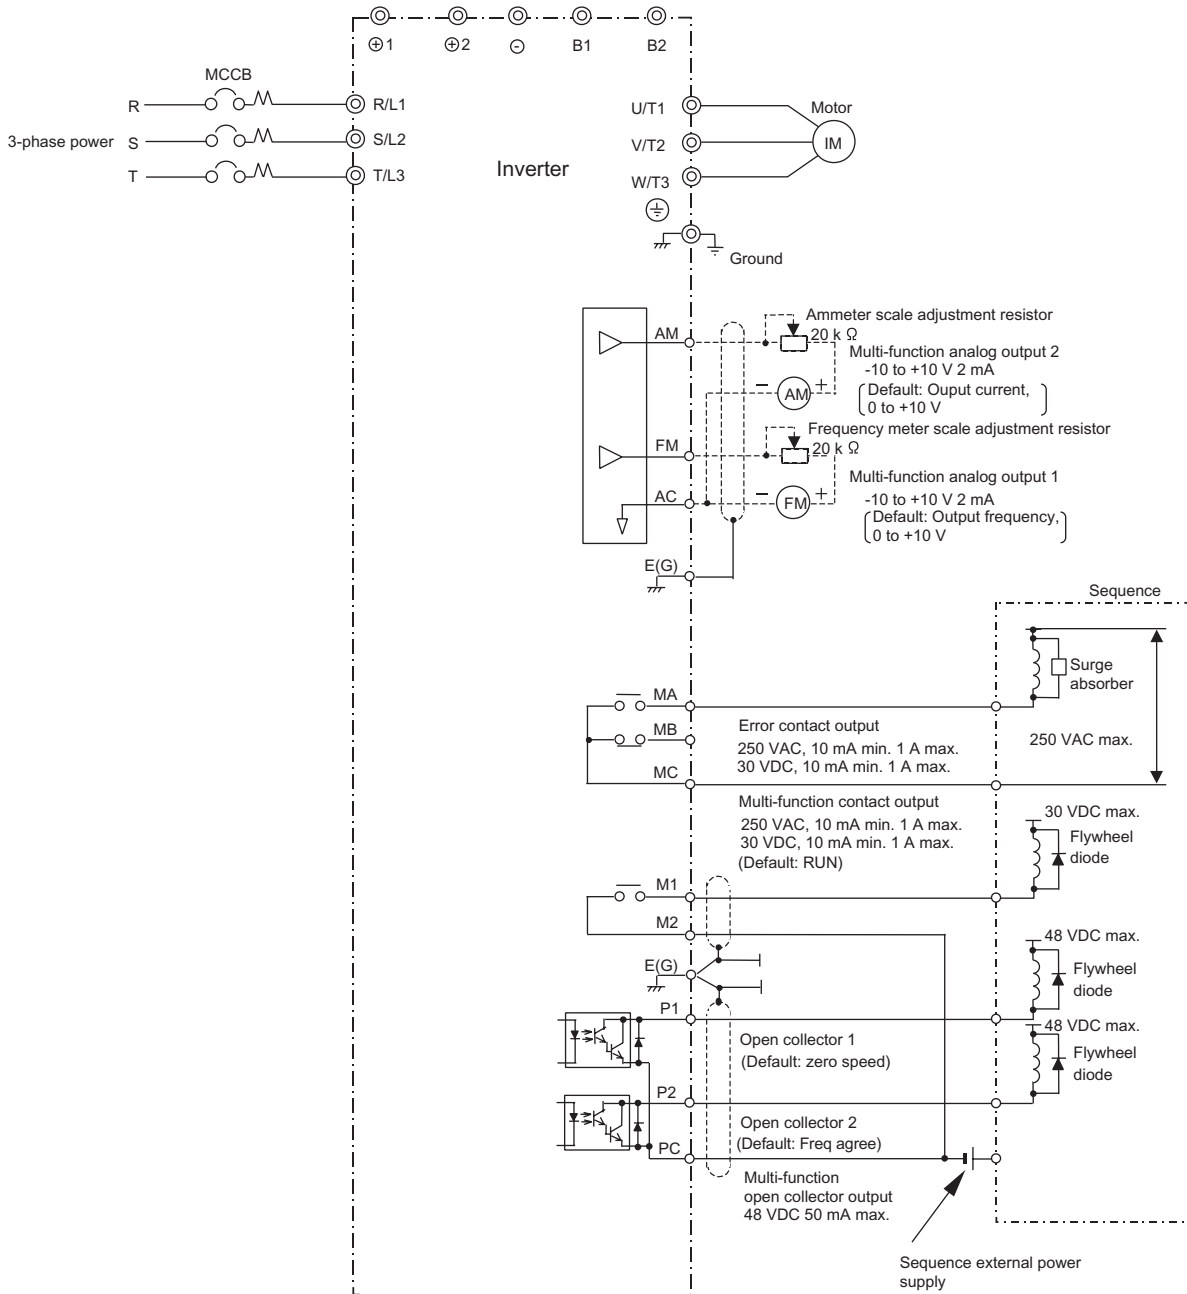 ⊕1
⊕2
⊖
B1
B2
MCCB
R
R/L1
U/T1
Motor
3-phase power
S
S/L2
V/T2
IM
Inverter
T
T/L3
W/T3
Ground
AM
Ammeter scale adjustment resistor
20 k Ω
Multi-function analog output 2
-10 to +10 V 2 mA
− AM +
Default: Ouput current,
0 to +10 V
FM
Frequency meter scale adjustment resistor
20 k Ω
Multi-function analog output 1
AC
− FM +
-10 to +10 V 2 mA
Default: Output frequency,
0 to +10 V
E(G)
Sequence
Surge
absorber
MA
Error contact output
MB
250 VAC, 10 mA min. 1 A max.
30 VDC, 10 mA min. 1 A max.
250 VAC max.
MC
Multi-function contact output
250 VAC, 10 mA min. 1 A max.
30 VDC, 10 mA min. 1 A max.
(Default: RUN)
30 VDC max.
Flywheel
diode
M1
M2
48 VDC max.
E(G)
Flywheel
diode
P1
48 VDC max.
Open collector 1
(Default: zero speed)
Flywheel
diode
P2
Open collector 2
(Default: Freq agree)
PC
Multi-function
open collector output
48 VDC 50 mA max.
Sequence external power
supply